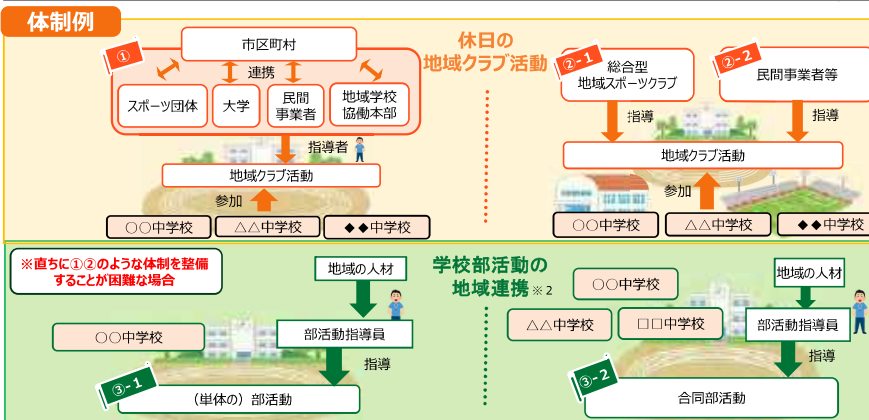 体制例
休日の
地域クラブ活動
①
市区町村
連携
スポーツ団体
大学
民間
事業者
地域学校
協働本部
指導者
地域クラブ活動
参加
○○中学校
△△中学校
◆◆中学校
②-1
総合型
地域スポーツクラブ
②-2
民間事業者等
指導
指導
地域クラブ活動
参加
○○中学校
△△中学校
◆◆中学校
※直ちに①②のような体制を整備
することが困難な場合
学校部活動の
地域連携※2
地域の人材
○○中学校
部活動指導員
指導
③-1
(単体の)部活動
地域の人材
○○中学校
△△中学校
□□中学校
部活動指導員
指導
③-2
合同部活動